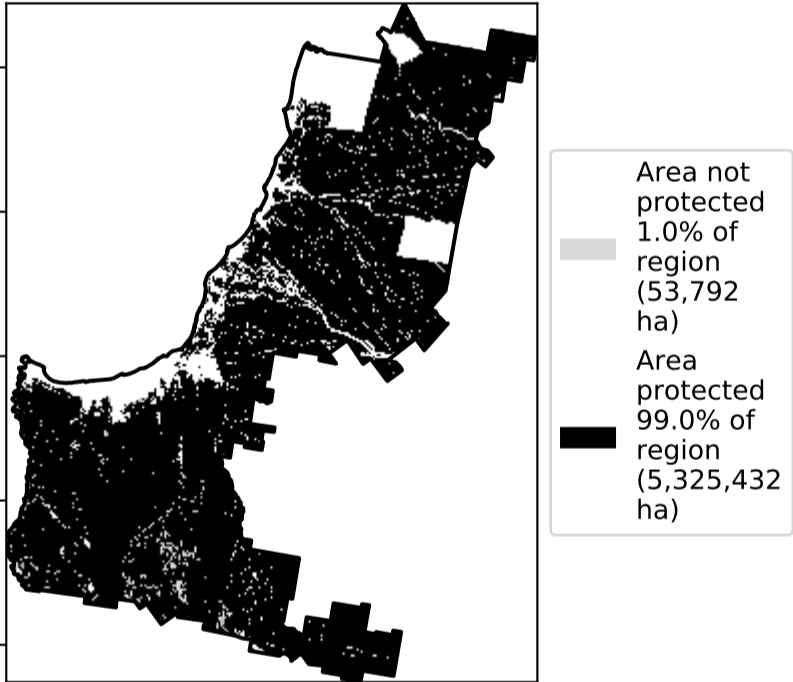 Area not
protected
1.0% of
region
(53,792
ha)
Area
protected
99.0% of
region
(5,325,432
ha)